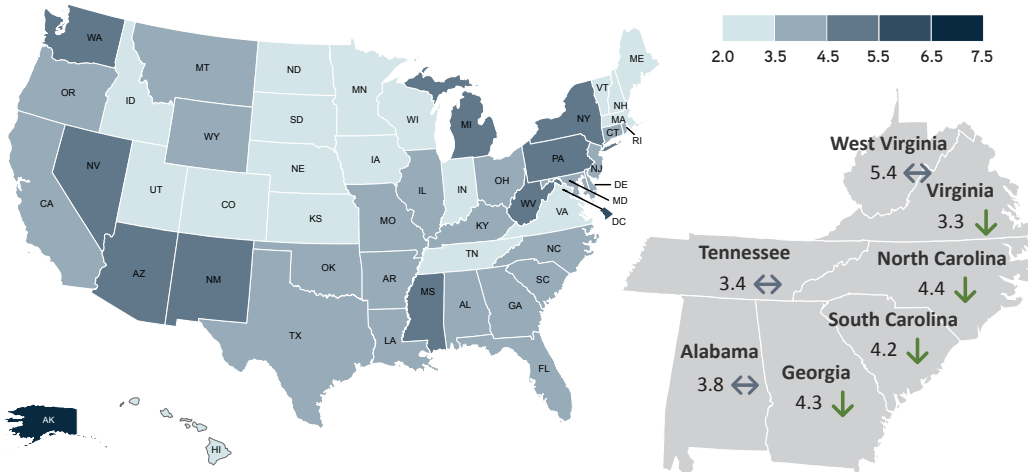 2.0 3.5 4.5 5.5 6.5 7.5
WA
OR
CA
NV
ID
MT
WY
UT
AZ
CO
NM
ND
SD
NE
KS
OK
TX
MN
IA
MO
AR
LA
WI
IL
MI
IN
OH
KY
TN
MS
AL
GA
FL
SC
NC
VA
WV
PA
NY
VT
NH
ME
MA
CT
RI
NJ
DE
MD
DC
AK
HI
West Virginia
5.4
Virginia
3.3
Tennessee
3.4
North Carolina
4.4
South Carolina
4.2
Alabama
3.8
Georgia
4.3